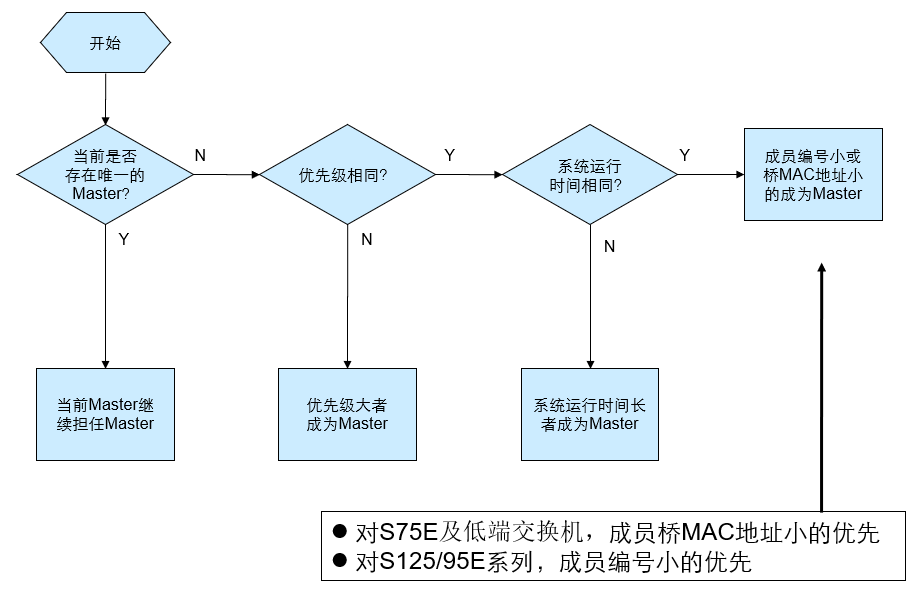 开始
当前是否
存在唯一的
Master?
N
优先级相同?
Y
系统运行
时间相同?
Y
成员编号小或
桥MAC地址小
的成为Master
Y
N
N
当前Master继
续担任Master
优先级大者
成为Master
系统运行时间长
者成为Master
● 对S75E及低端交换机，成员桥MAC地址小的优先
● 对S125/95E系列，成员编号小的优先